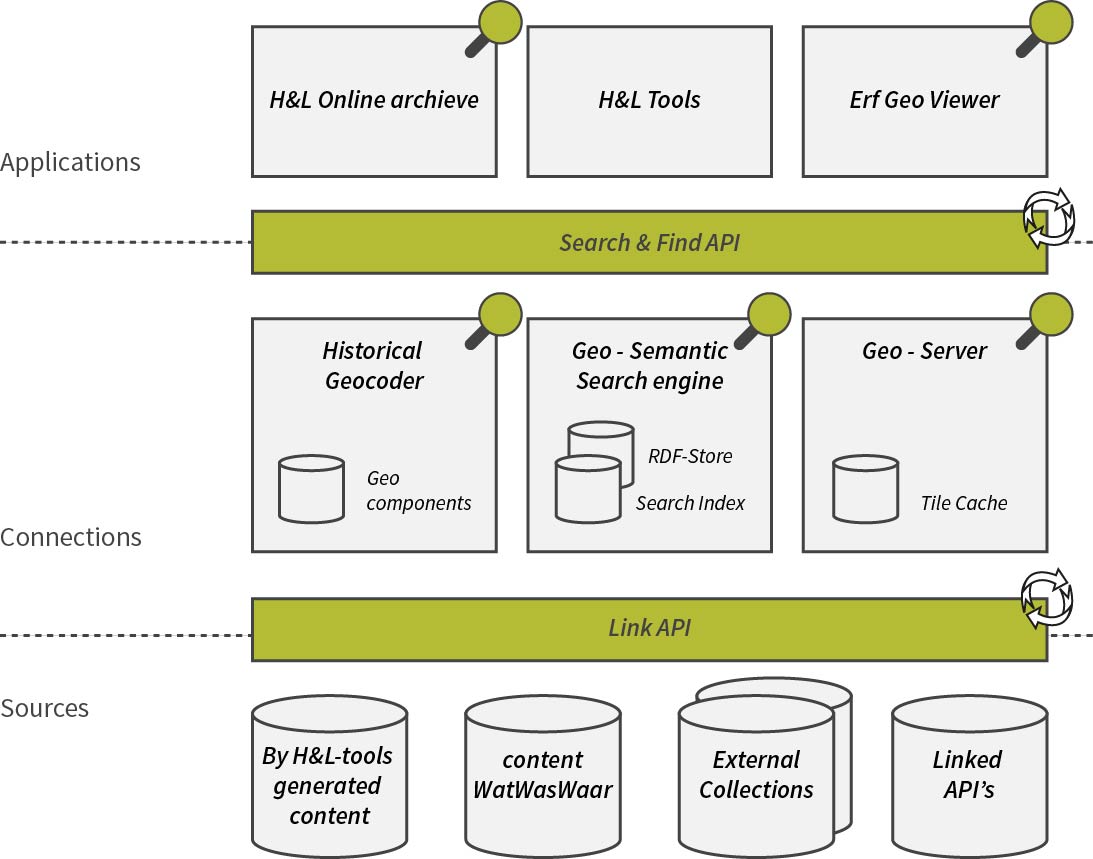 H&L Online archieve
H&L Tools
Erf Geo Viewer
Applications
Search & Find API
Historical
Geocoder
Geo - Semantic
Search engine
Geo - Server
Geo
components
RDF-Store
Search Index
Tile Cache
Connections
Link API
Sources
By H&L-tools
generated
content
content
WatWasWaar
External
Collections
Linked
API’s